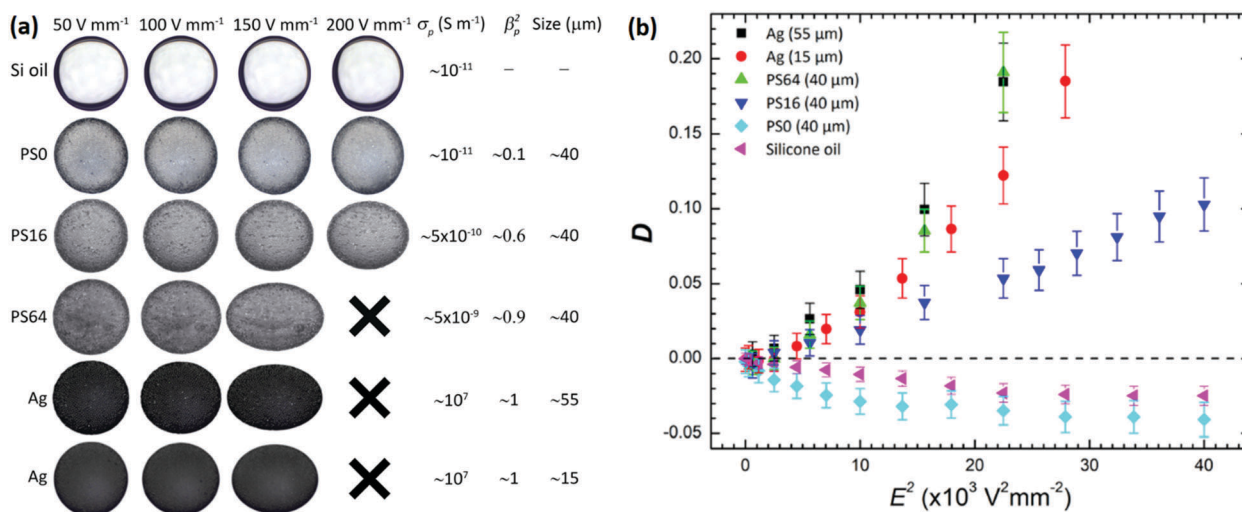 (a) 50 V mm⁻¹ 100 V mm⁻¹ 150 V mm⁻¹ 200 V mm⁻¹ σₚ (S m⁻¹) βₚ² Size (μm)
Si oil ~10⁻¹¹ – –
PS0 ~10⁻¹¹ ~0.1 ~40
PS16 ~5x10⁻¹⁰ ~0.6 ~40
PS64 ~5x10⁻⁹ ~0.9 ~40
Ag ~10⁷ ~1 ~55
Ag ~10⁷ ~1 ~15
(b)
Ag (55 μm)
Ag (15 μm)
PS64 (40 μm)
PS16 (40 μm)
PS0 (40 μm)
Silicone oil
0.20
0.15
0.10
0.05
0.00
-0.05
D
0 10 20 30 40
E² (x10³ V²mm⁻²)